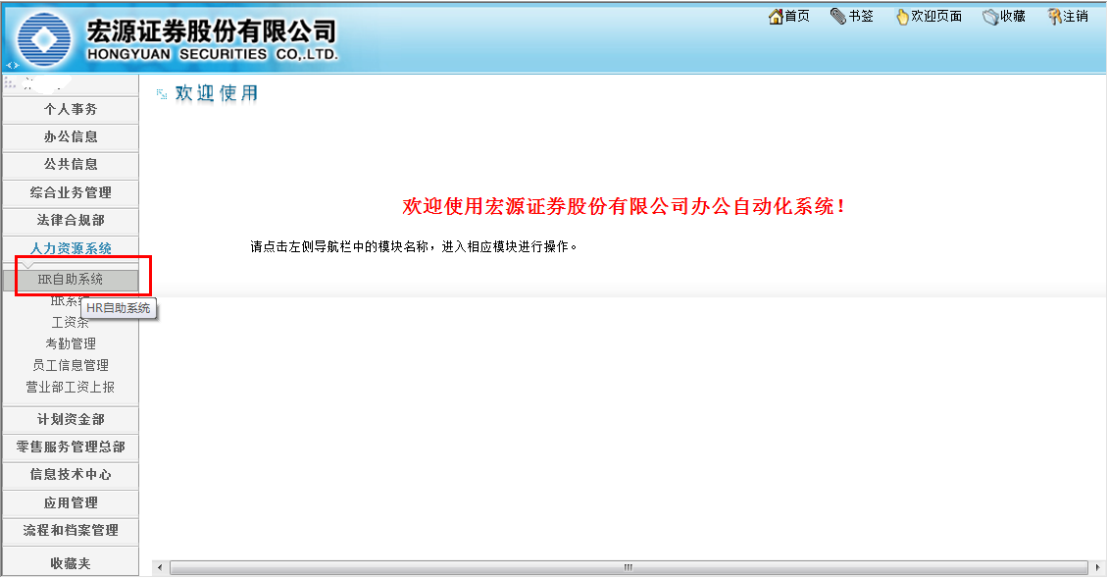 宏源证券股份有限公司
HONGYUAN SECURITIES CO,.LTD.
首页 书签 欢迎页面 收藏 注销
欢迎使用
个人事务
办公信息
公共信息
综合业务管理
法律合规部
人力资源系统
HR自助系统
HR系
HR自助系统
工资条
考勤管理
员工信息管理
营业部工资上报
计划资金部
零售服务管理总部
信息技术中心
应用管理
流程和档案管理
收藏夹
欢迎使用宏源证券股份有限公司办公自动化系统！
请点击左侧导航栏中的模块名称，进入相应模块进行操作。